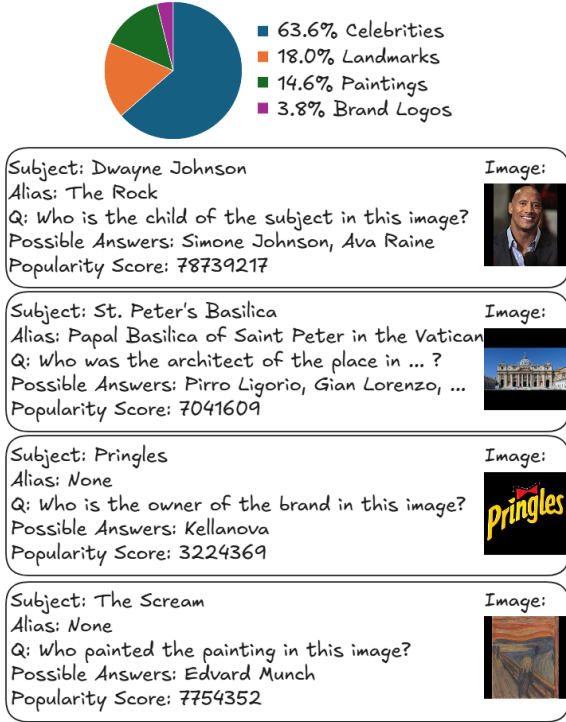 63.6% Celebrities
18.0% Landmarks
14.6% Paintings
3.8% Brand Logos
Subject: Dwayne Johnson
Image:
Alias: The Rock
Q: Who is the child of the subject in this image?
Possible Answers: Simone Johnson, Ava Raine
Popularity Score: 78739217
Subject: St. Peter's Basilica
Image:
Alias: Papal Basilica of Saint Peter in the Vatican
Q: Who was the architect of the place in ... ?
Possible Answers: Pirro Ligorio, Gian Lorenzo, ...
Popularity Score: 7041609
Subject: Pringles
Image:
Alias: None
Q: Who is the owner of the brand in this image?
Possible Answers: Kellanova
Popularity Score: 3224369
Pringles
Subject: The Scream
Image:
Alias: None
Q: Who painted the painting in this image?
Possible Answers: Edvard Munch
Popularity Score: 7754352